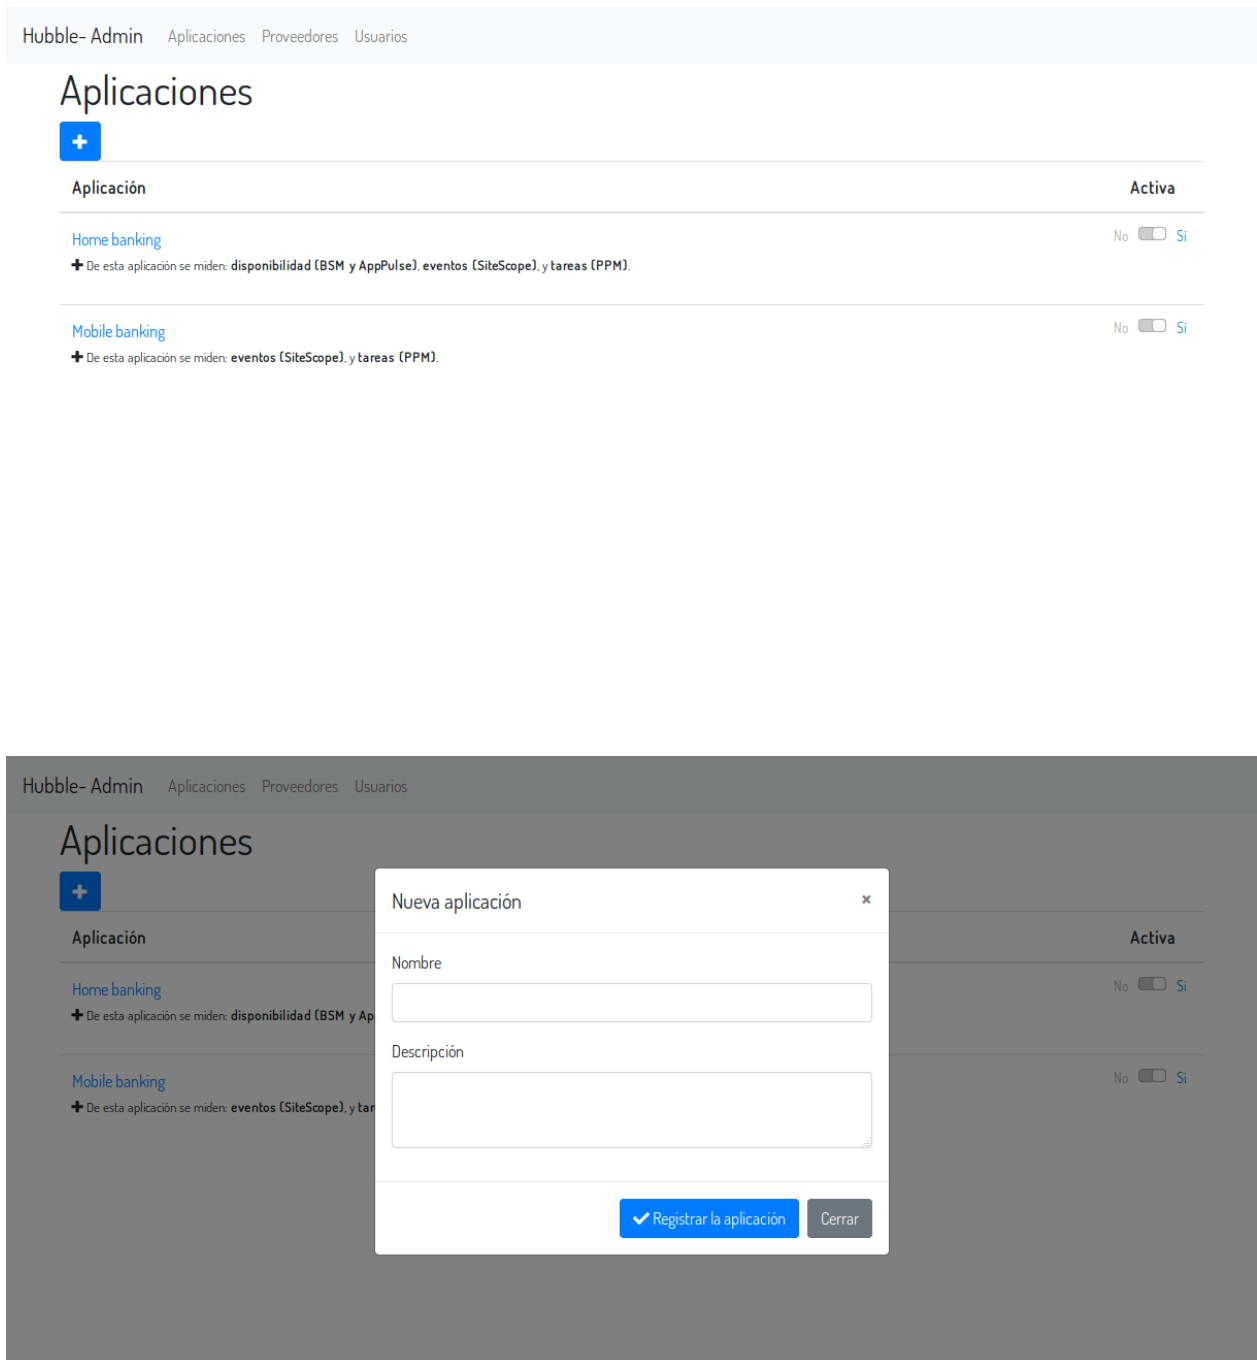 Hubble- Admin Aplicaciones Proveedores Usuarios
Aplicaciones
Aplicación Activa
Home banking No Si
De esta aplicación se miden: disponibilidad (BSM y AppPulse), eventos (SiteScope), y tareas (PPM).
Mobile banking No Si
De esta aplicación se miden: eventos (SiteScope), y tareas (PPM).
Hubble- Admin Aplicaciones Proveedores Usuarios
Aplicaciones
Nueva aplicación ×
Aplicación Activa
Nombre
Home banking No Si
De esta aplicación se miden: disponibilidad (BSM y Ap
Descripción
Mobile banking No Si
De esta aplicación se miden: eventos (SiteScope), y tar
Registrar la aplicación Cerrar